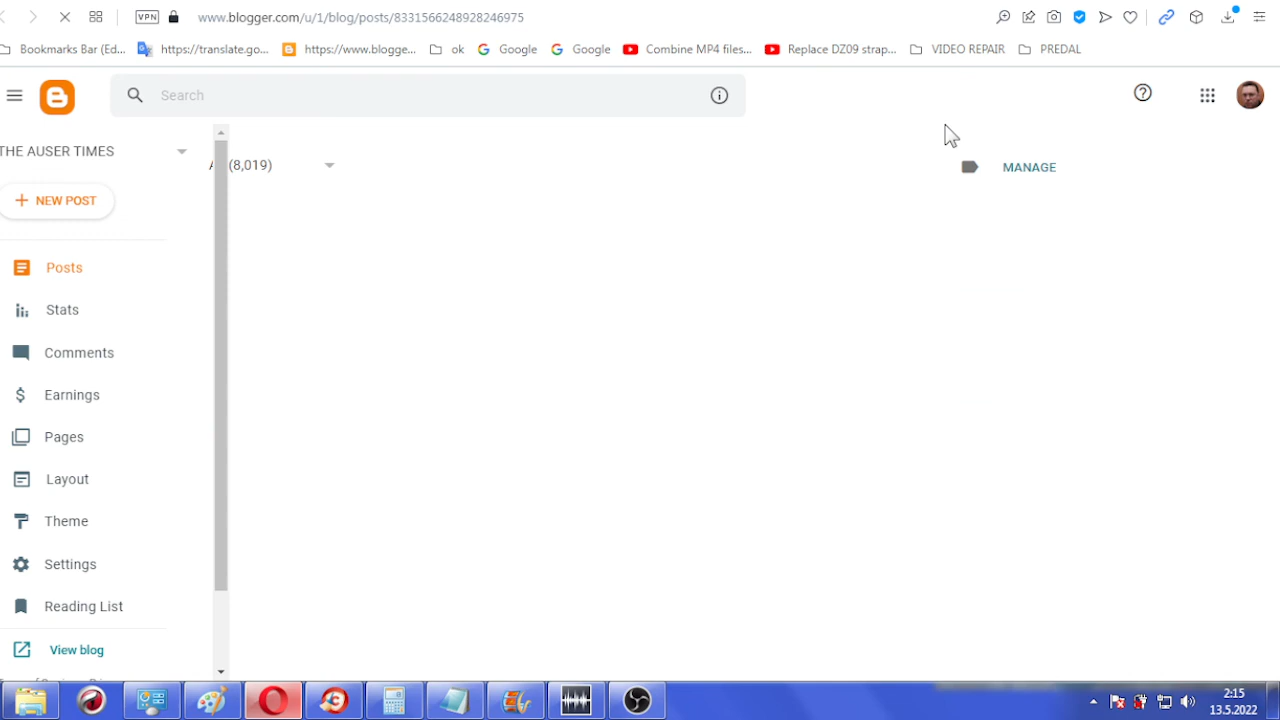 VPN
www.blogger.com/u/1/blog/posts/8331566248928246975
Bookmarks Bar (Ed...
https://translate.go...
https://www.blogge...
ok
Google
Google
Combine MP4 files...
Replace DZ09 strap...
VIDEO REPAIR
PREDAL
Search
THE AUSER TIMES
(8,019)
MANAGE
NEW POST
Posts
Stats
Comments
Earnings
Pages
Layout
Theme
Settings
Reading List
View blog
2:15
13.5.2022